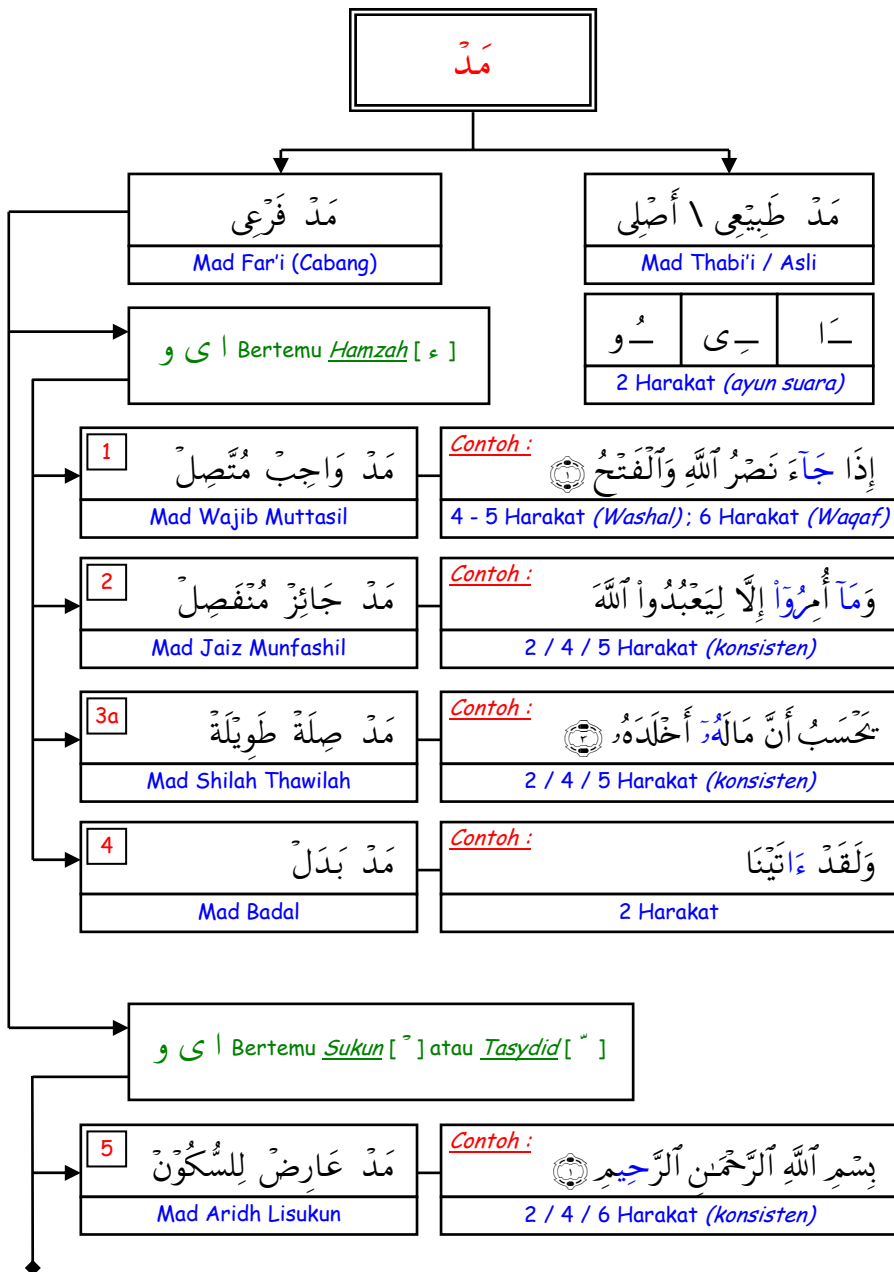 مَدّ
مَدّ فَرْعِى
Mad Far'i (Cabang)
مَدّ طَبِيْعِى \ أَصْلِى
Mad Thabi'i / Asli
ـَا ـِى ـُو
2 Harakat (ayun suara)
ا ى و Bertemu Hamzah [ ء ]
1
مَدْ وَاجِبْ مُتَّصِلْ
Mad Wajib Muttasil
Contoh :
إِذَا جَآءَ نَصْرُ ٱللَّهِ وَٱلْفَتْحُ ۝١
4 - 5 Harakat (Washal) ; 6 Harakat (Waqaf)
2
مَدْ جَائِزْ مُنْفَصِلْ
Mad Jaiz Munfashil
Contoh :
وَمَآ أُمِرُوٓا۟ إِلَّا لِيَعْبُدُوا۟ ٱللَّهَ
2 / 4 / 5 Harakat (konsisten)
3a
مَدْ صِلَةْ طَوِيْلَةْ
Mad Shilah Thawilah
Contoh :
يَحْسَبُ أَنَّ مَالَهُۥٓ أَخْلَدَهُۥ ۝٣
2 / 4 / 5 Harakat (konsisten)
4
مَدْ بَدَلْ
Mad Badal
Contoh :
وَلَقَدْ ءَاتَيْنَا
2 Harakat
ا ى و Bertemu Sukun [ ْ ] atau Tasydid [ ّ ]
5
مَدْ عَارِضْ لِلسُّكُوْنْ
Mad Aridh Lisukun
Contoh :
بِسْمِ ٱللَّهِ ٱلرَّحْمَـٰنِ ٱلرَّحِيمِ ۝١
2 / 4 / 6 Harakat (konsisten)